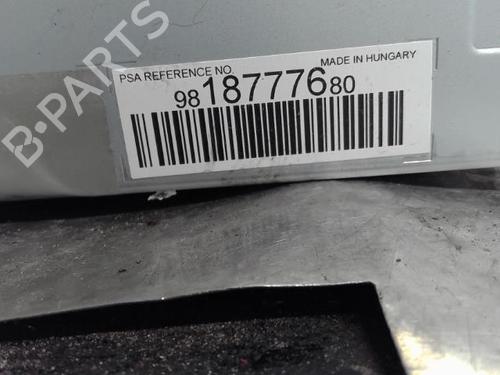 B-PARTS
PSA REFERENCE NO. MADE IN HUNGARY
9818777680